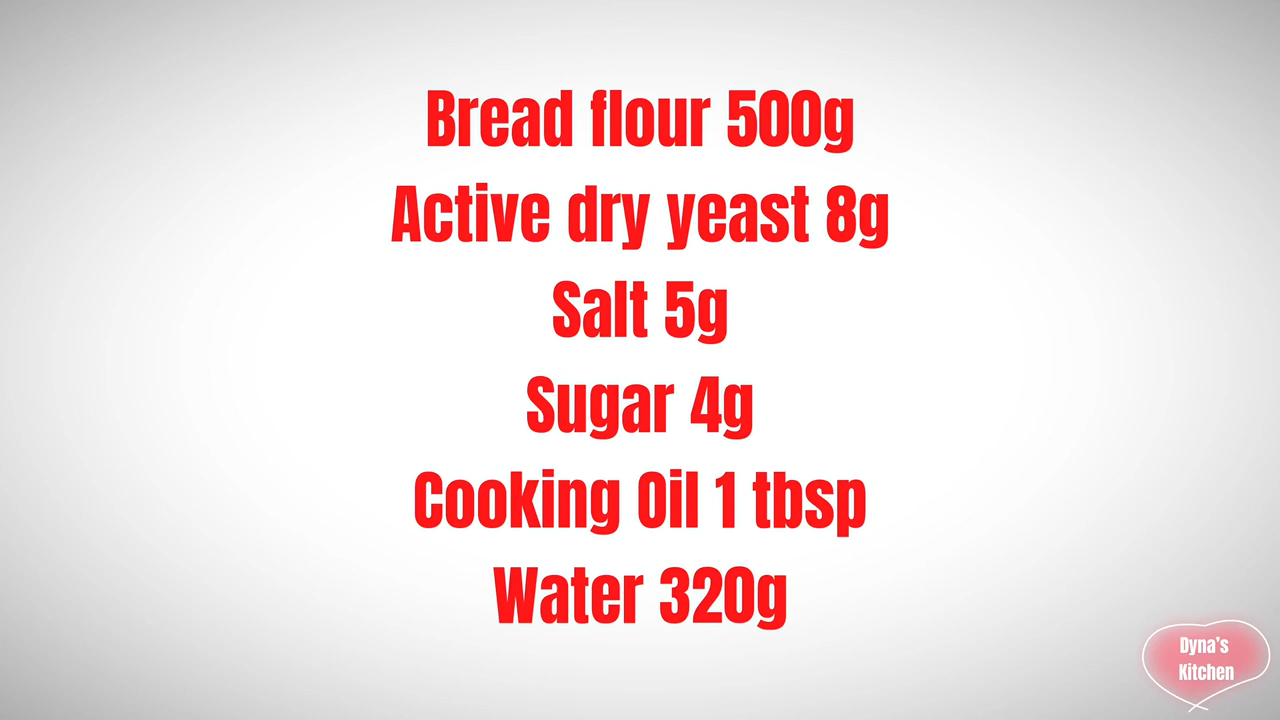 Bread flour 500g
Active dry yeast 8g
Salt 5g
Sugar 4g
Cooking Oil 1 tbsp
Water 320g
Dyna's
Kitchen